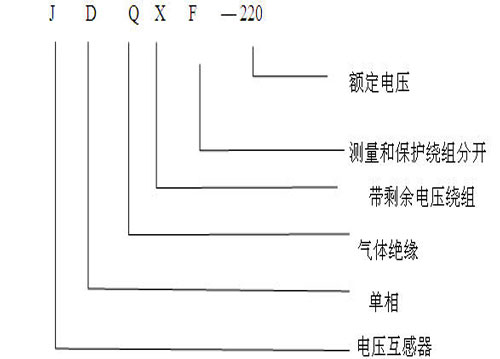 J D Q X F —220
额定电压
测量和保护绕组分开
带剩余电压绕组
气体绝缘
单相
电压互感器